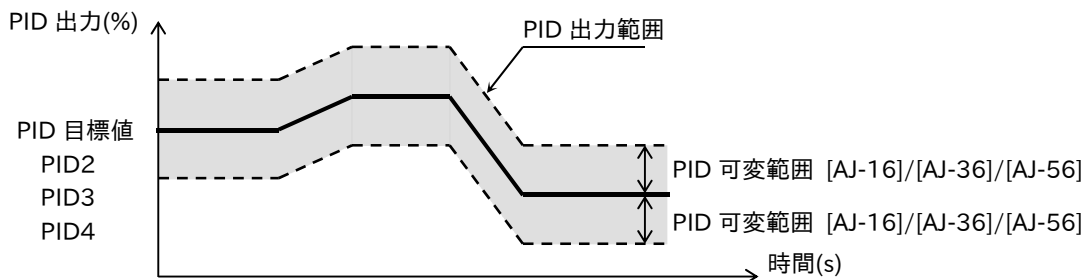 PID 出力(%)
PID 出力範囲
PID 目標値
PID2
PID3
PID4
PID 可変範囲 [AJ-16]/[AJ-36]/[AJ-56]
PID 可変範囲 [AJ-16]/[AJ-36]/[AJ-56]
時間(s)